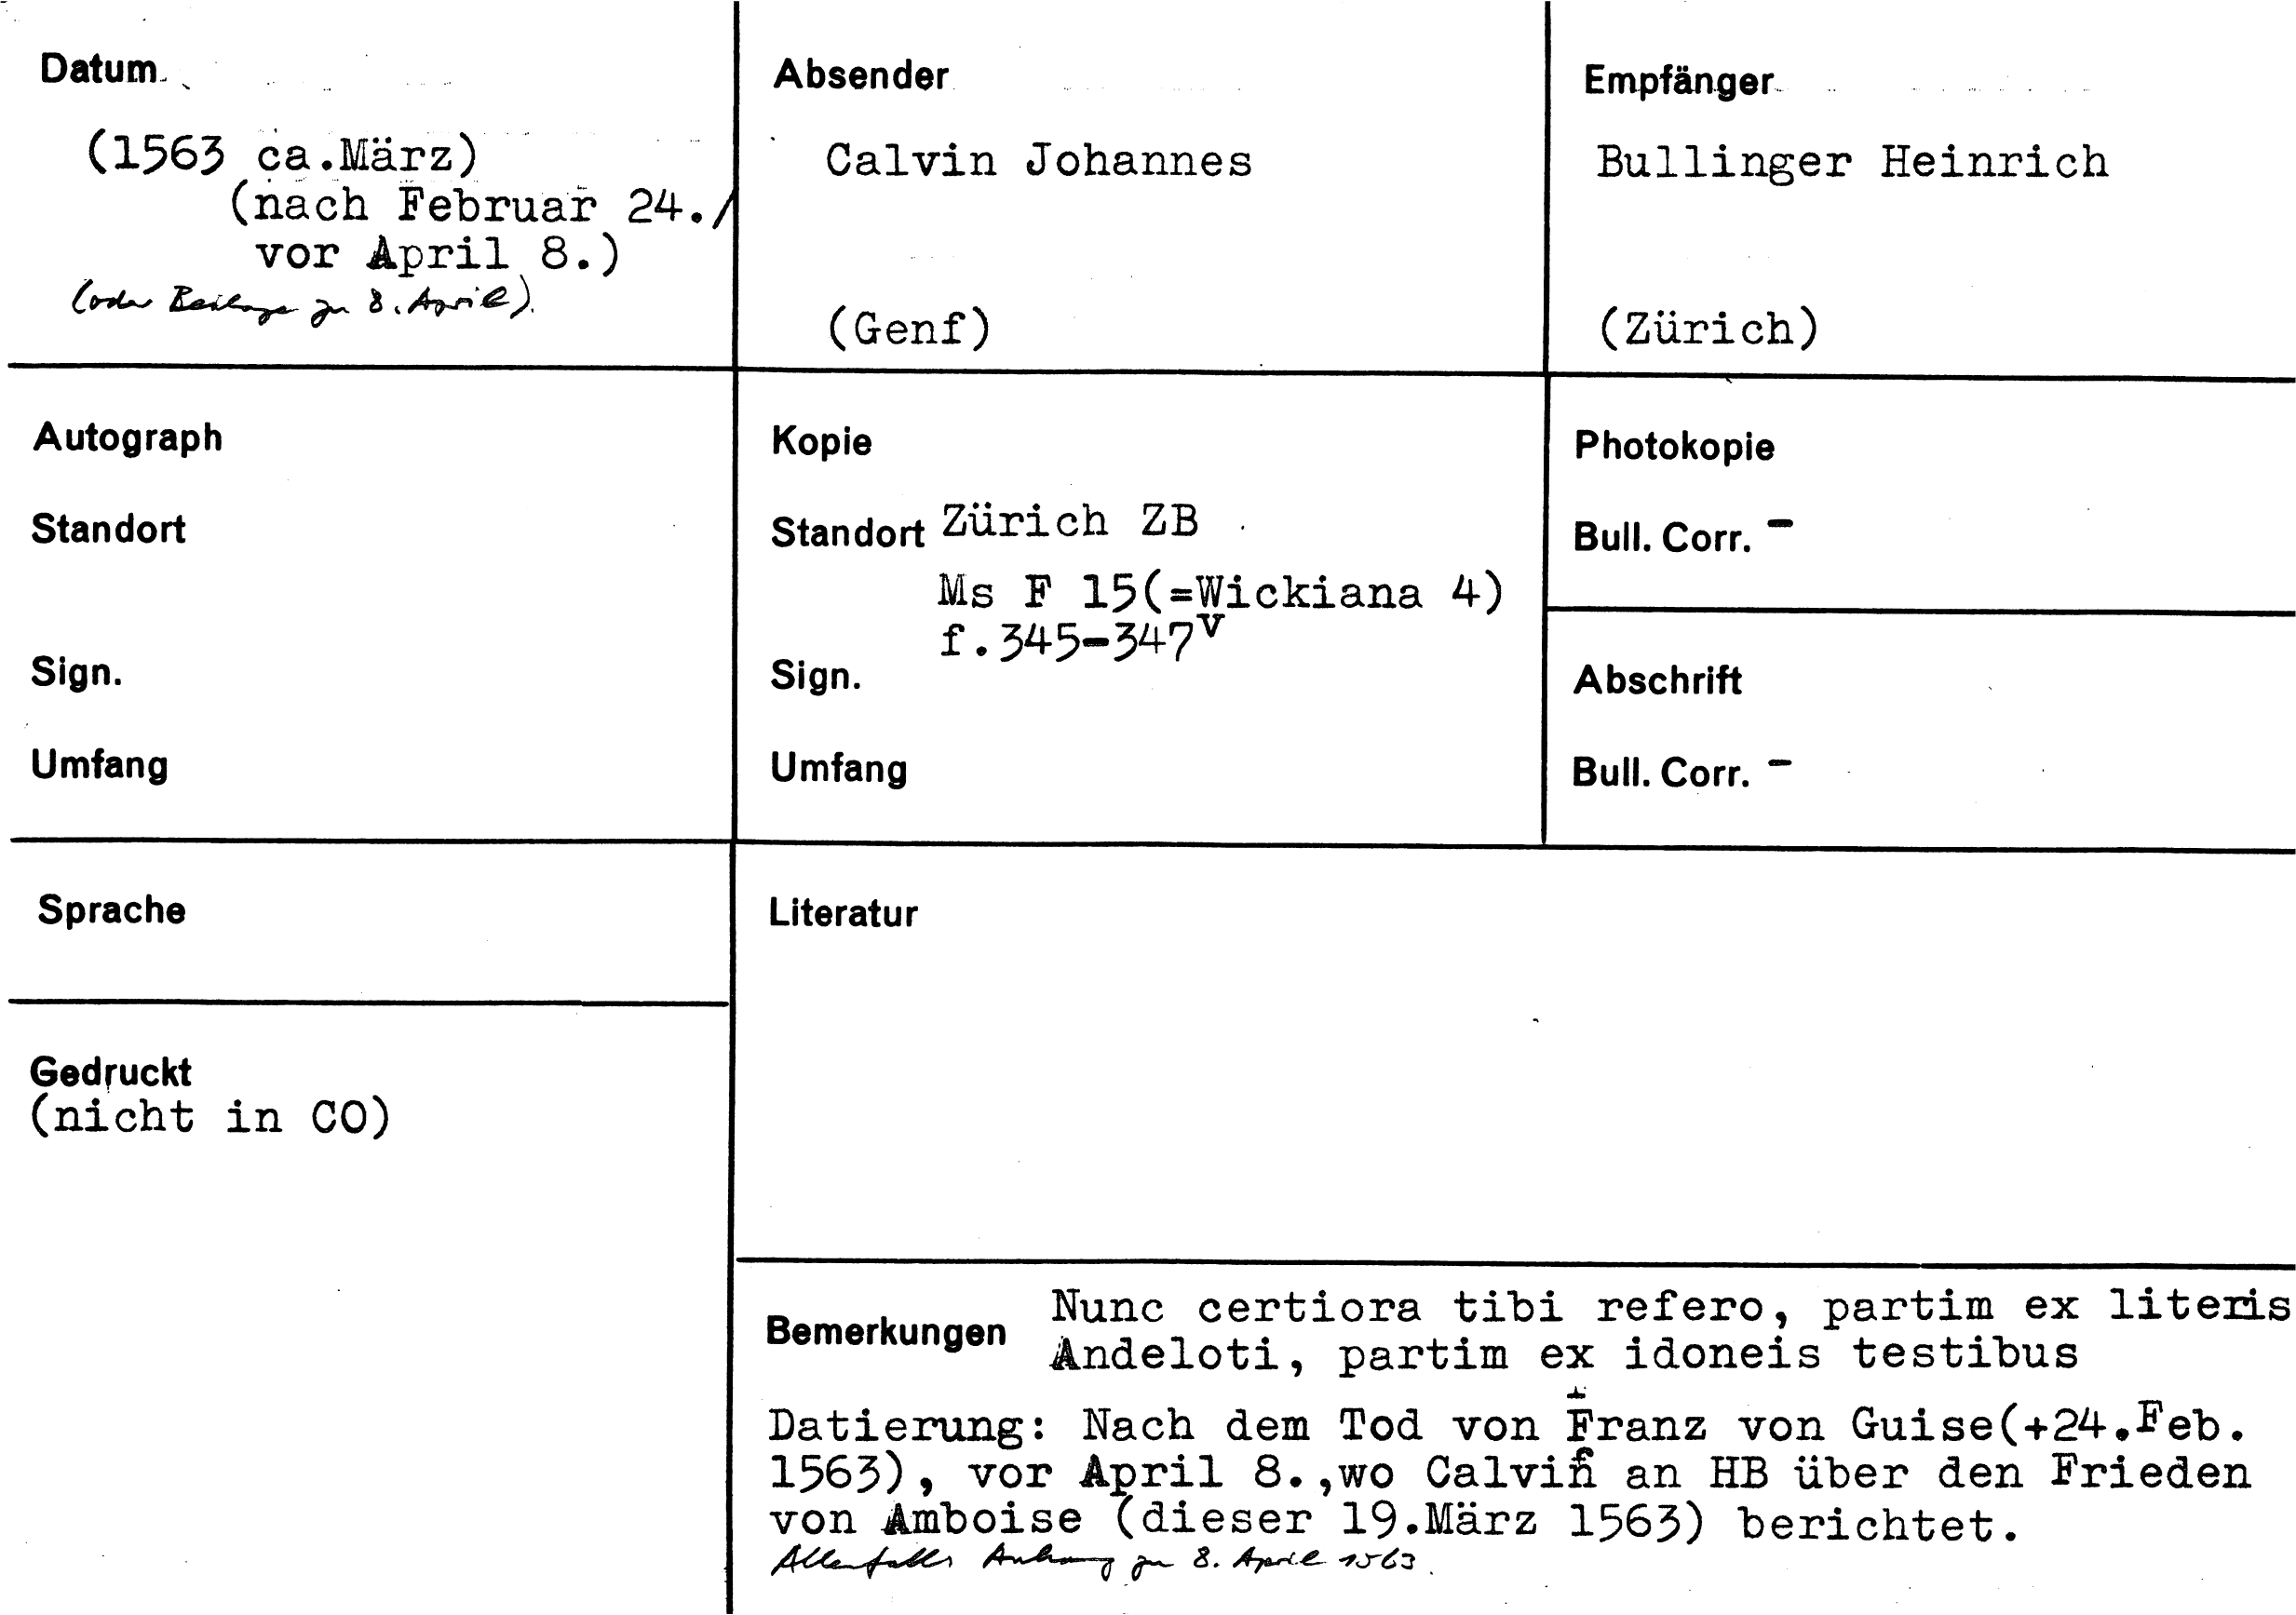 Datum
(1563 ca.März)
(nach Februar 24./
vor April 8.)
(oder Beilage zu 8. April).
Absender
Calvin Johannes
(Genf)
Empfänger
Bullinger Heinrich
(Zürich)
Autograph
Standort
Sign.
Umfang
Kopie
Standort Zürich ZB
Ms F 15(=Wickiana 4)
f.345-347v
Sign.
Umfang
Photokopie
Bull. Corr. -
Abschrift
Bull. Corr. -
Sprache
Gedruckt
(nicht in CO)
Literatur
Bemerkungen
Nunc certiora tibi refero, partim ex literis
Andeloti, partim ex idoneis testibus
Datierung: Nach dem Tod von Franz von Guise(+24.Feb.
1563), vor April 8.,wo Calvin an HB über den Frieden
von Amboise (dieser 19.März 1563) berichtet.
Allenfalls Anhang zu 8. April 1563.